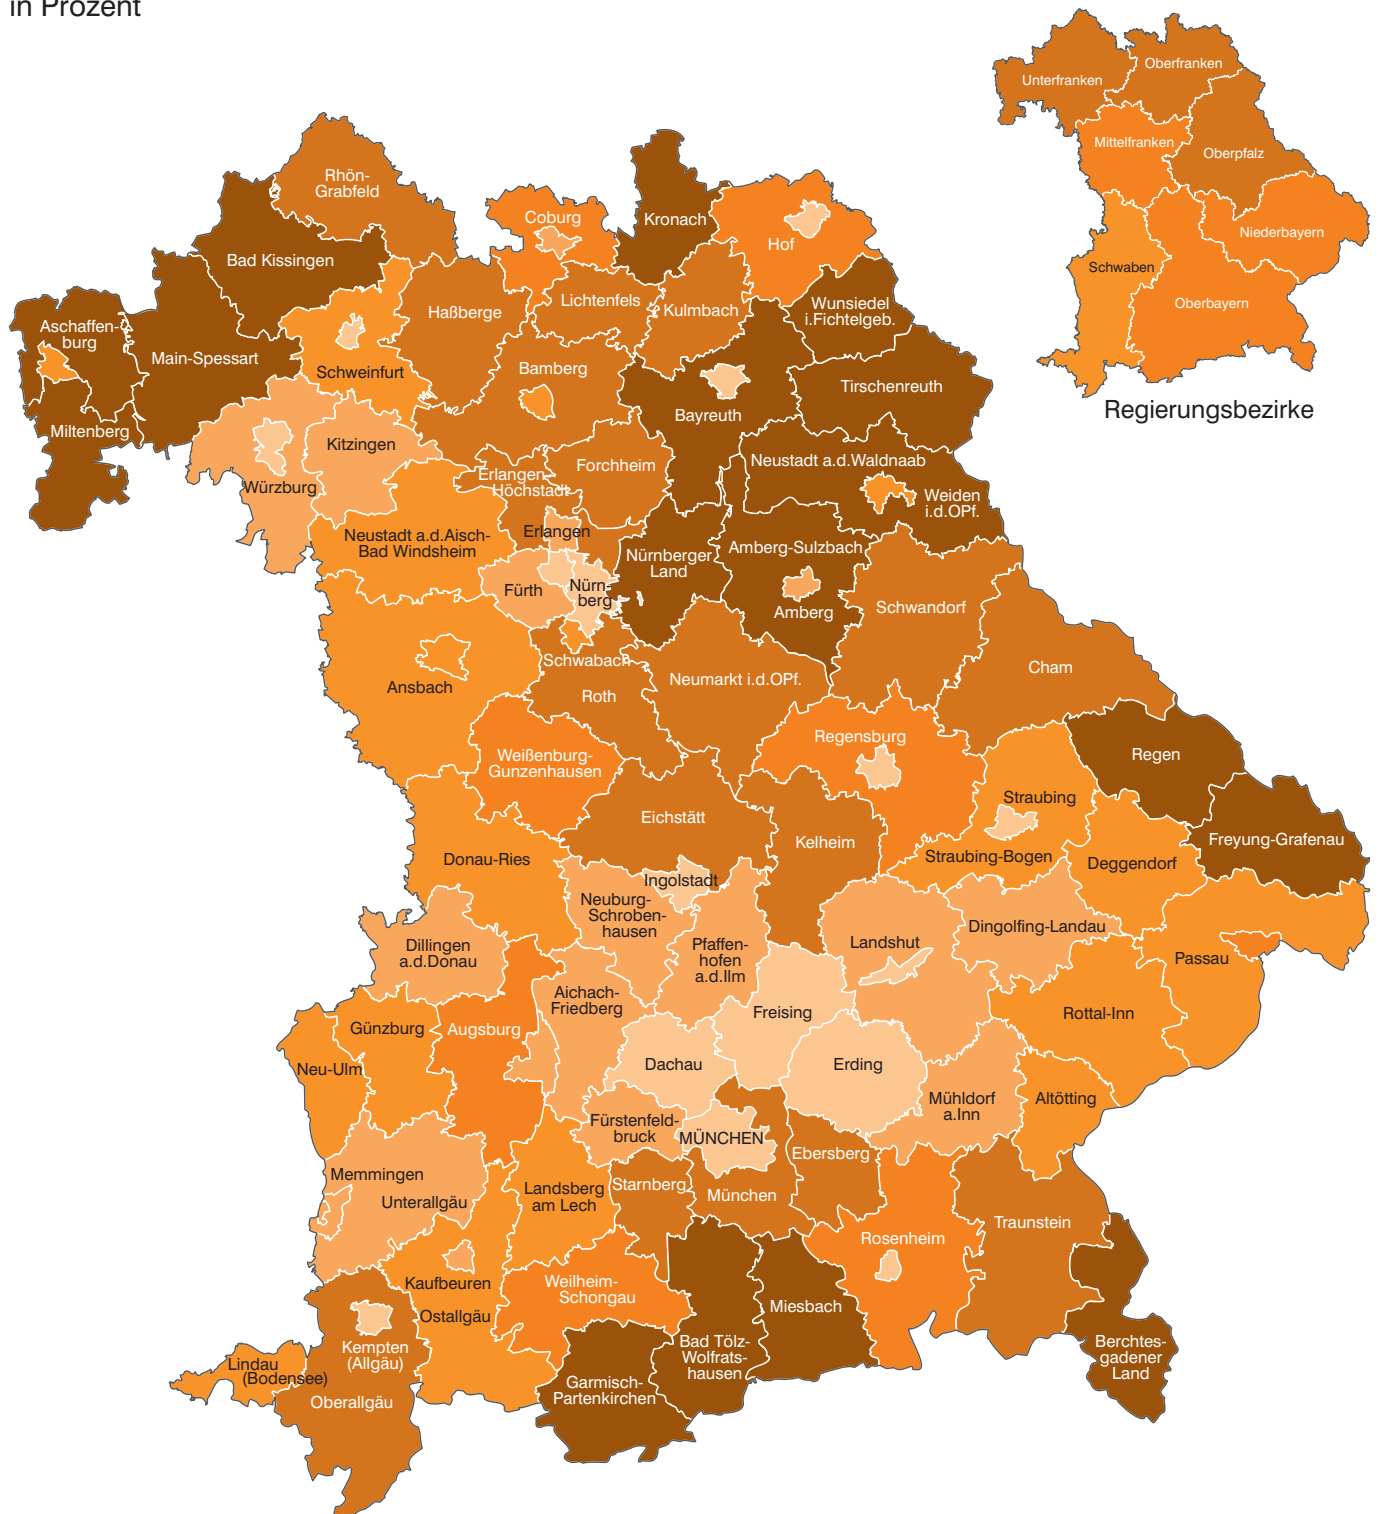 in Prozent
Unterfranken
Oberfranken
Mittelfranken
Oberpfalz
Niederbayern
Schwaben
Oberbayern
Regierungsbezirke
Rhön-
Grabfeld
Coburg
Kronach
Hof
Bad Kissingen
Lichtenfels
Haßberge
Kulmbach
Wunsiedel
i.Fichtelgeb.
Aschaffen-
burg
Main-Spessart
Schweinfurt
Bamberg
Tirschenreuth
Bayreuth
Miltenberg
Kitzingen
Würzburg
Forchheim
Erlangen-
Höchstadt
Neustadt a.d.Waldnaab
Weiden
i.d.OPf.
Neustadt a.d.Aisch-
Bad Windsheim
Erlangen
Nürnberger
Land
Amberg-Sulzbach
Fürth
Nürn-
berg
Amberg
Schwandorf
Ansbach
Schwabach
Roth
Neumarkt i.d.OPf.
Cham
Weißenburg-
Gunzenhausen
Regensburg
Regen
Straubing
Eichstätt
Kelheim
Freyung-Grafenau
Donau-Ries
Straubing-Bogen
Deggendorf
Ingolstadt
Neuburg-
Schroben-
hausen
Dillingen
a.d.Donau
Pfaffen-
hofen
a.d.Ilm
Landshut
Dingolfing-Landau
Passau
Aichach-
Friedberg
Freising
Rottal-Inn
Günzburg
Augsburg
Neu-Ulm
Dachau
Erding
Mühldorf
a.Inn
Altötting
Fürstenfeld-
bruck
MÜNCHEN
Ebersberg
Memmingen
Unterallgäu
Landsberg
am Lech
Starnberg
München
Traunstein
Rosenheim
Kaufbeuren
Ostallgäu
Weilheim-
Schongau
Miesbach
Bad Tölz-
Wolfrats-
hausen
Berchtes-
gadener
Land
Kempten
(Allgäu)
Lindau
(Bodensee)
Oberallgäu
Garmisch-
Partenkirchen